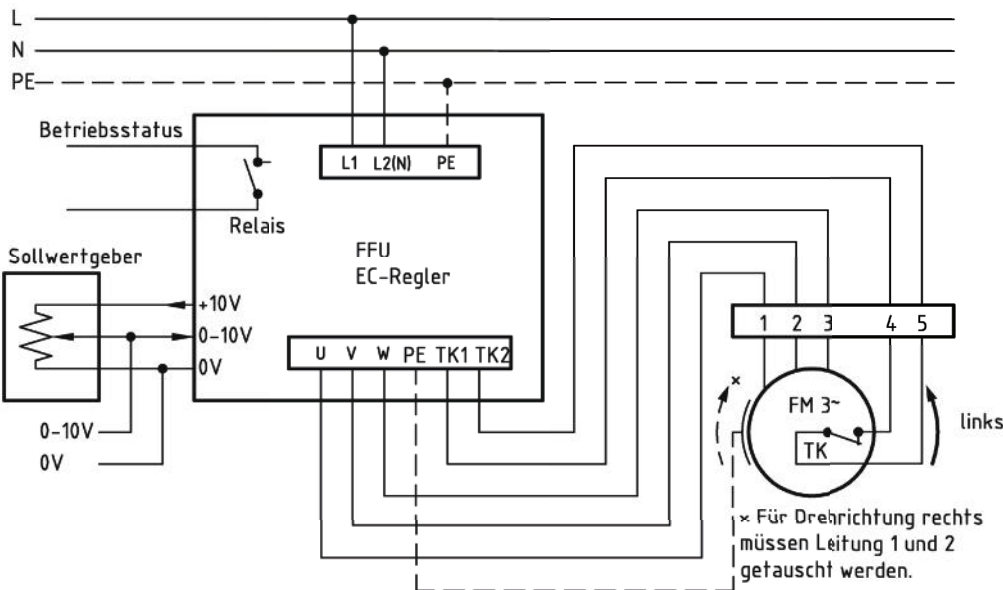 L
N
PE
Betriebsstatus
L1 L2(N) PE
Relais
Sollwertgeber
FFU
EC-Regler
+10V
0-10V
0V
U V W PE TK1 TK2
0-10V
0V
1 2 3 4 5
×
FM 3~
TK
links
× Für Drehrichtung rechts
müssen Leitung 1 und 2
getauscht werden.